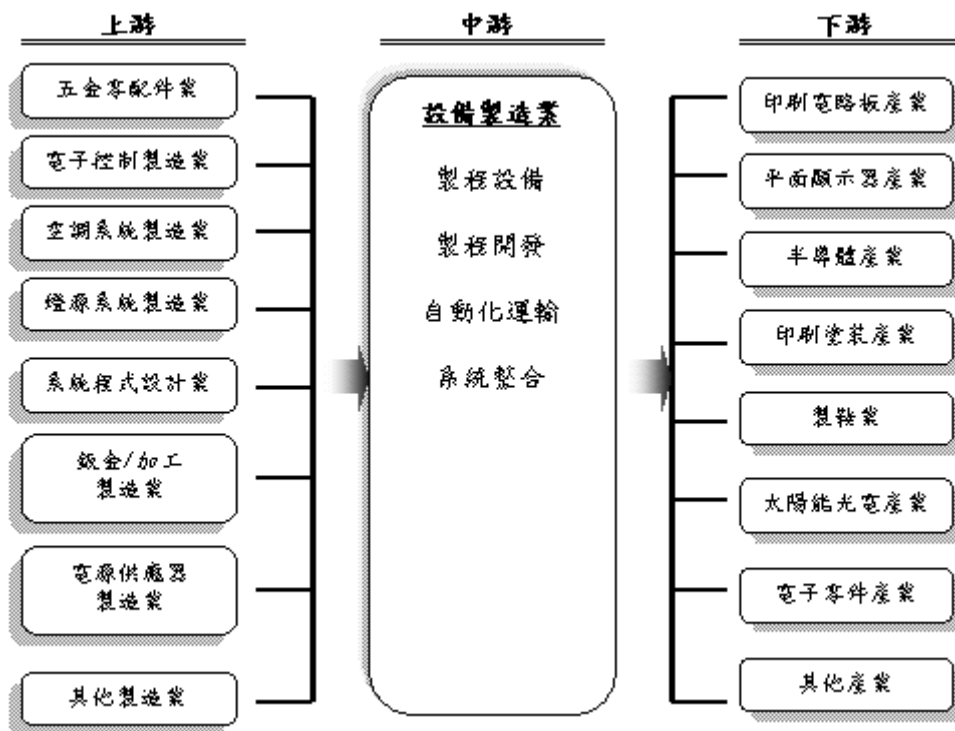 上游
五金零配件業
電子控制製造業
空調系統製造業
燈源系統製造業
系統程式設計業
鈑金/加工
製造業
電源供應器
製造業
其他製造業
中游
設備製造業
製程設備
製程開發
自動化運輸
系統整合
下游
印刷電路板產業
平面顯示器產業
半導體產業
印刷塗裝產業
製鞋業
太陽能光電產業
電子零件產業
其他產業